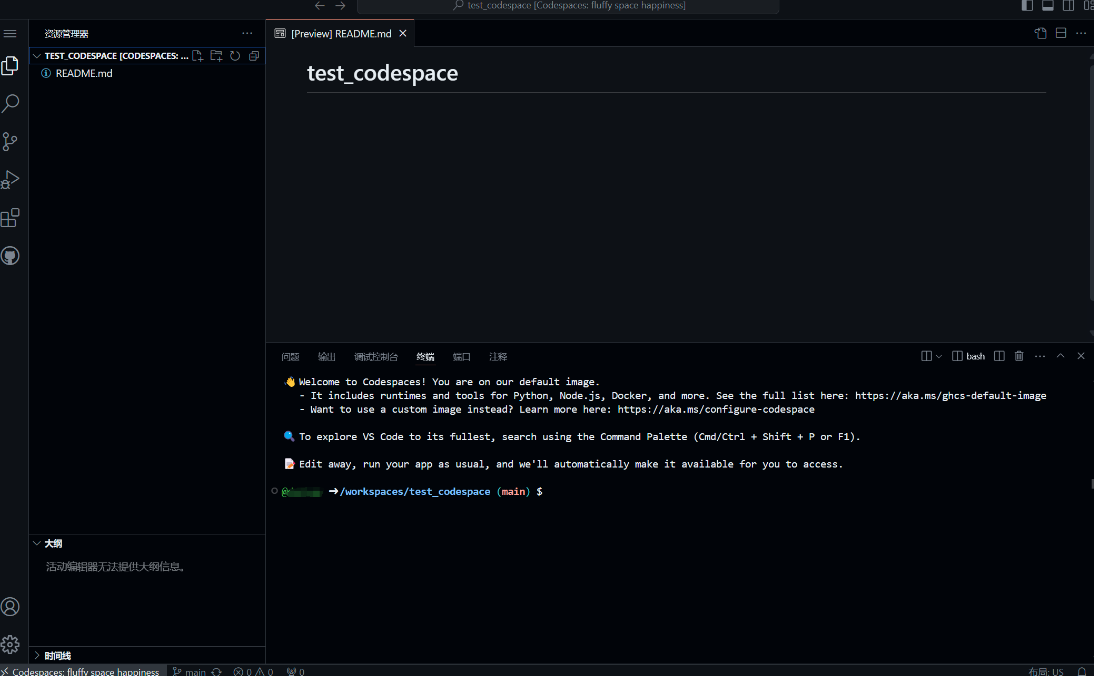 test_codespace [Codespaces: fluffy space happiness]
资源管理器
TEST_CODESPACE [CODESPACES: ...
README.md
[Preview] README.md
test_codespace
问题 输出 调试控制台 终端 端口 注释
bash
Welcome to Codespaces! You are on our default image.
- It includes runtimes and tools for Python, Node.js, Docker, and more. See the full list here: https://aka.ms/ghcs-default-image
- Want to use a custom image instead? Learn more here: https://aka.ms/configure-codespace
To explore VS Code to its fullest, search using the Command Palette (Cmd/Ctrl + Shift + P or F1).
Edit away, run your app as usual, and we'll automatically make it available for you to access.
➜/workspaces/test_codespace (main) $
大纲
活动编辑器无法提供大纲信息。
时间线
Codespaces: fluffy space happiness main 0 0 0 布局: US